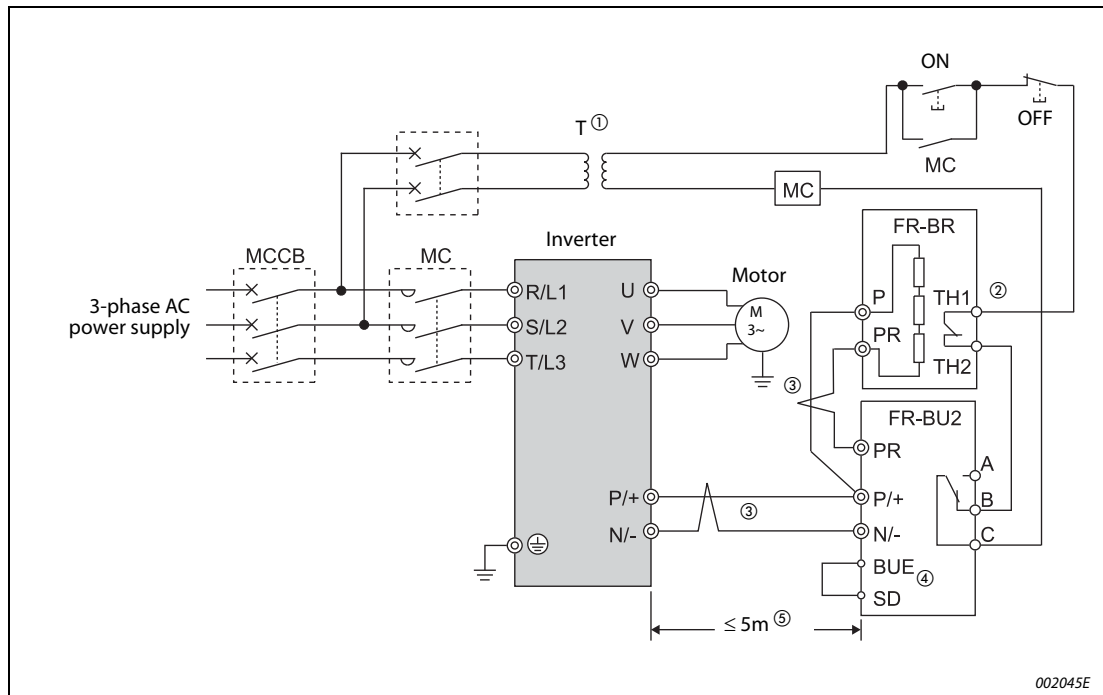 ON
OFF
T ①
MC
MC
FR-BR
Inverter
MCCB
MC
Motor
3-phase AC
power supply
R/L1
U
M
3~
P
TH1
②
S/L2
V
PR
T/L3
W
TH2
③
FR-BU2
PR
A
P/+
③
P/+
B
N/-
N/-
C
BUE ④
SD
≤ 5m ⑤
002045E